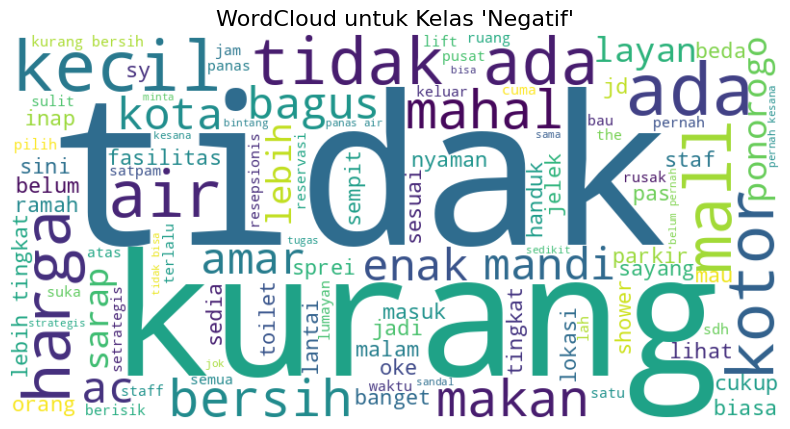 WordCloud untuk Kelas 'Negatif'
kurang bersih
kecil
sy
jam
panas
tidak ada
lift
ruang
pusat
bisa
layan
beda
sulit
inap
pilih
minta
kota
kesana
bagus
bintang
panas air
mahal
keluar
cuma
sama
ada
jd
bau
the
pernah
ponorogo
pernah kesana
tidak
sini
belum
ramah
fasilitas
satpam
air
resepsionis
lebih
reservasi
sempit
sesuai
nyaman
handuk
jelek
staf
rusak
pas
belum pernah
mall
kotor
harga
lebih tingkat
suka
strategis
atas
sarap
setrategis
tidak bisa
terlalu
tugas
amar
sprei
enak
mandi
sedikit
parkir
sayang
mau
kurang
sedia
toilet
lantai
lumayan
masuk
jadi
malam
oke
tingkat
lah
lokasi
shower
sdh
lihat
orang
ac
staff
berisik
semua
jok
bersih
waktu
banget
sandal
makan
satu
cukup
biasa